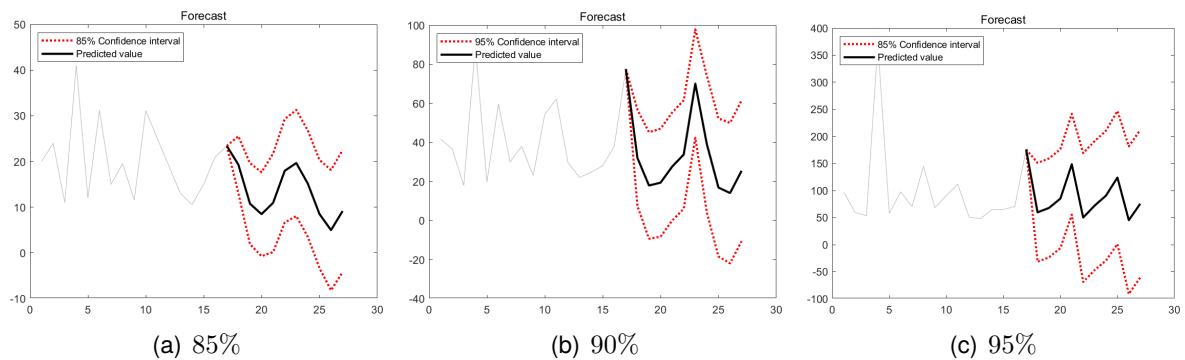 Forecast
50
40
30
20
10
0
-10
0 5 10 15 20 25 30
85% Confidence interval
Predicted value
(a) 85%
Forecast
100
80
60
40
20
0
-20
-40
0 5 10 15 20 25 30
95% Confidence interval
Predicted value
(b) 90%
Forecast
400
350
300
250
200
150
100
50
0
-50
-100
0 5 10 15 20 25 30
85% Confidence interval
Predicted value
(c) 95%